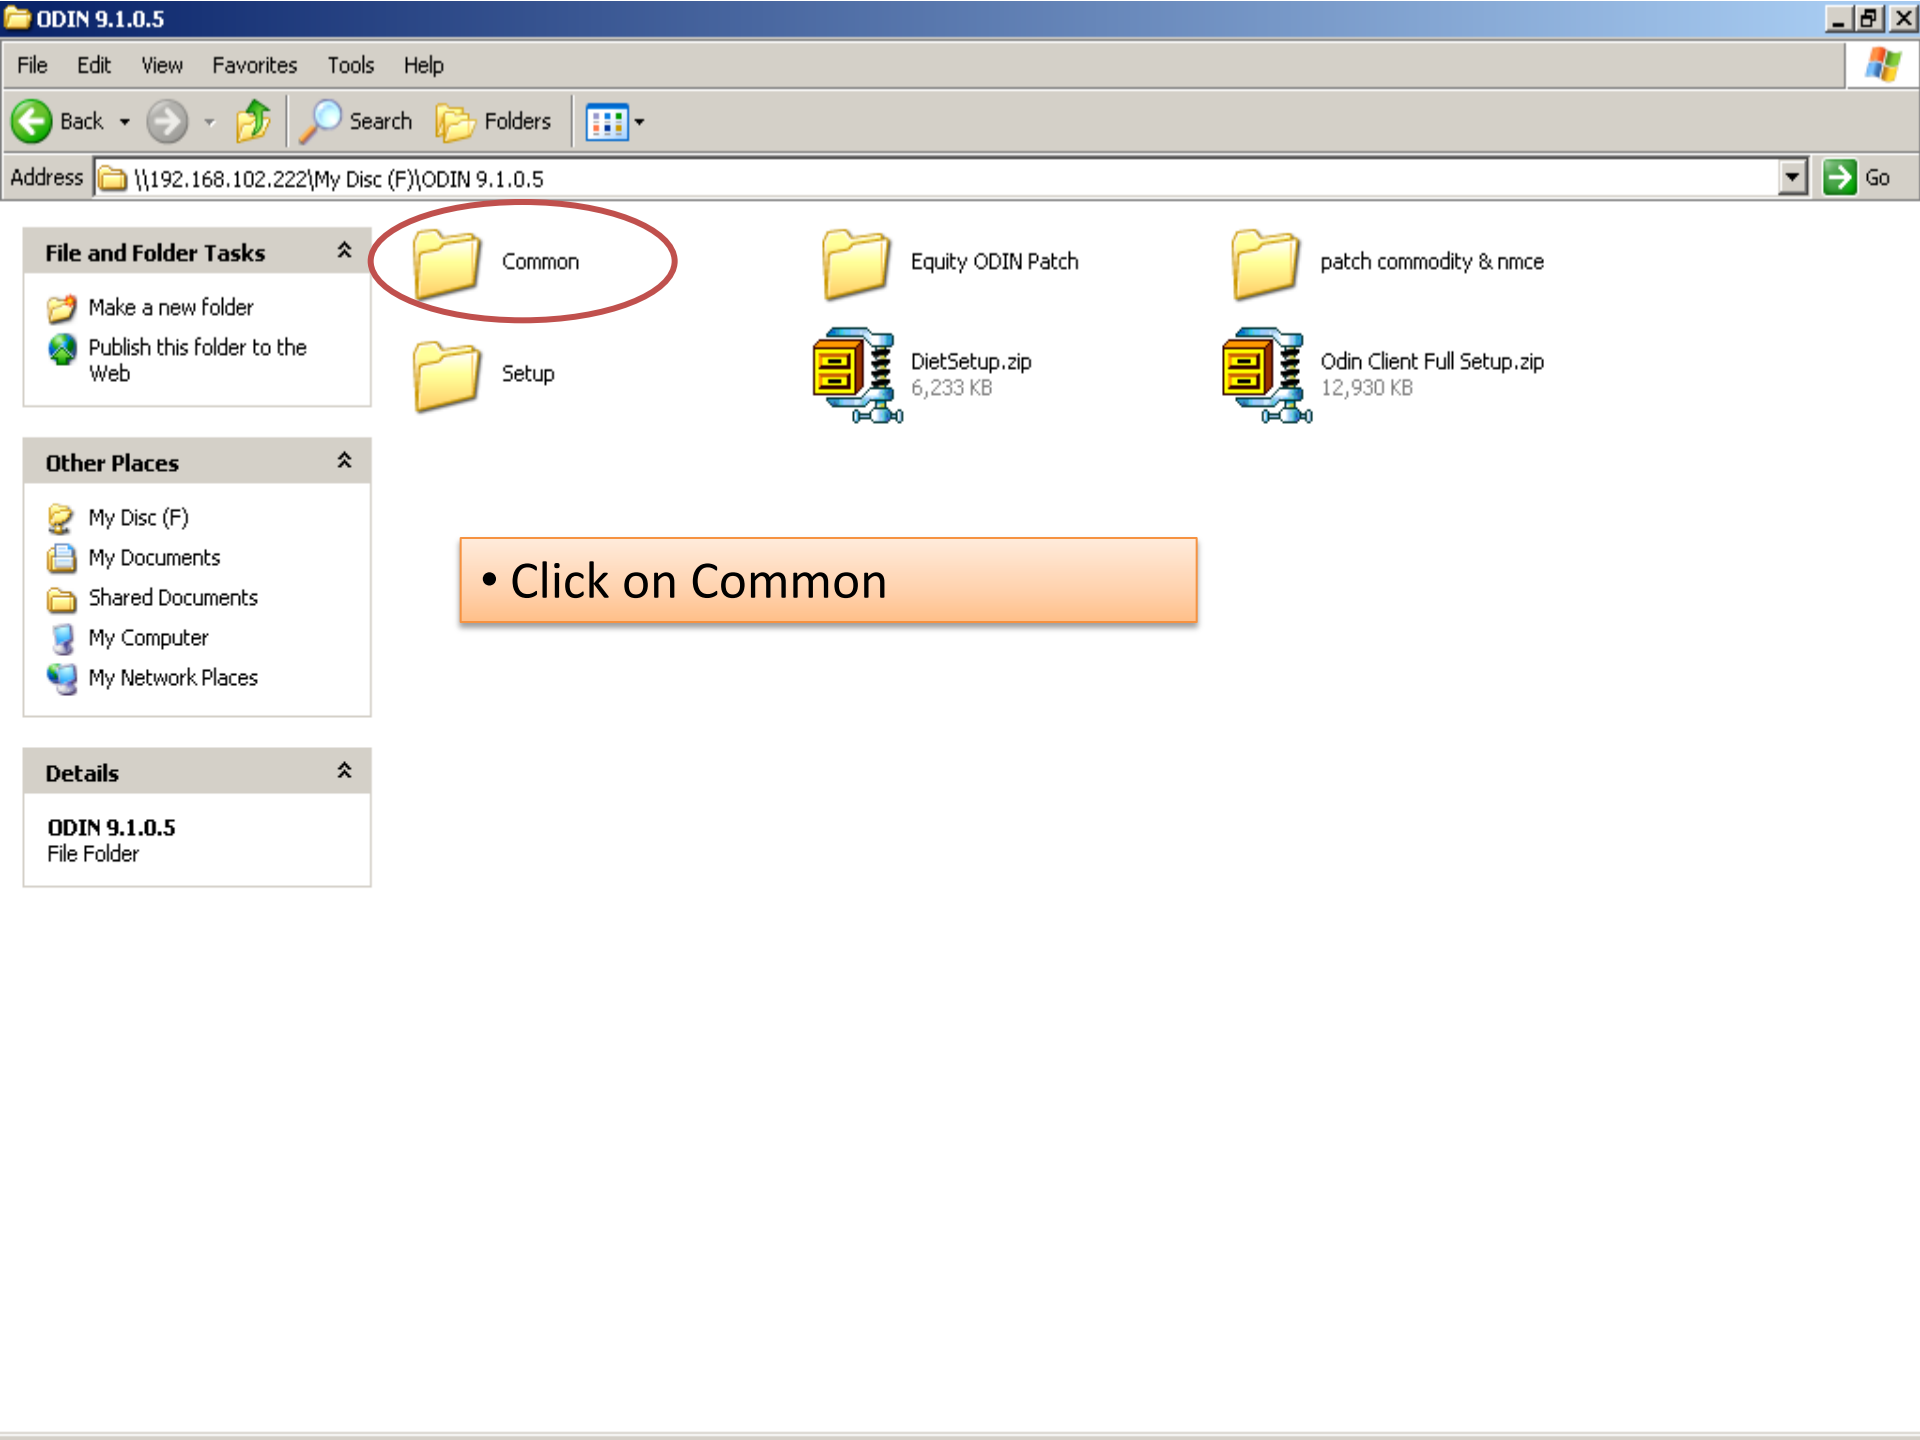 ODIN 9.1.0.5
File Edit View Favorites Tools Help
Back Search Folders
Address \\192.168.102.222\My Disc (F)\ODIN 9.1.0.5 Go
File and Folder Tasks
Make a new folder
Publish this folder to the
Web
Other Places
My Disc (F)
My Documents
Shared Documents
My Computer
My Network Places
Details
ODIN 9.1.0.5
File Folder
Common
Equity ODIN Patch
patch commodity & nmce
Setup
DietSetup.zip
6,233 KB
Odin Client Full Setup.zip
12,930 KB
• Click on Common